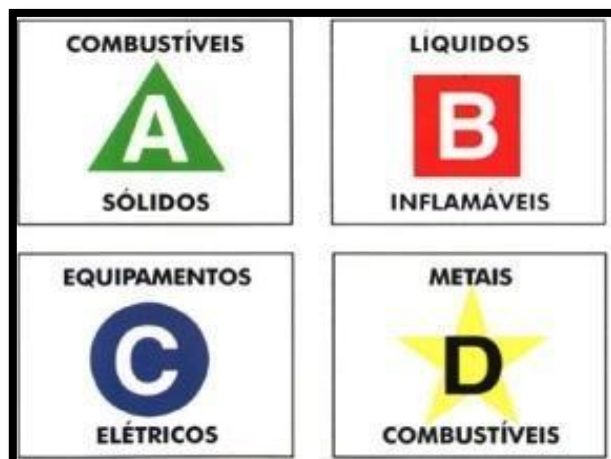 COMBUSTÍVEIS
A
SÓLIDOS
LÍQUIDOS
B
INFLAMÁVEIS
EQUIPAMENTOS
C
ELÉTRICOS
METAIS
D
COMBUSTÍVEIS